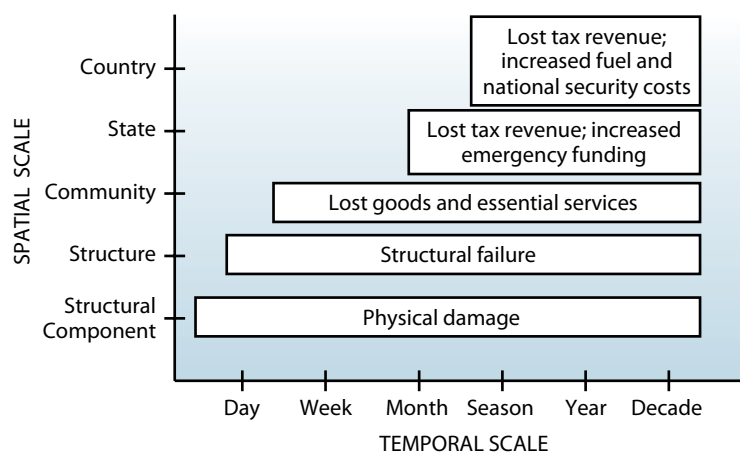 SPATIAL SCALE
Country
State
Community
Structure
Structural
Component
Lost tax revenue;
increased fuel and
national security costs
Lost tax revenue; increased
emergency funding
Lost goods and essential services
Structural failure
Physical damage
Day Week Month Season Year Decade
TEMPORAL SCALE